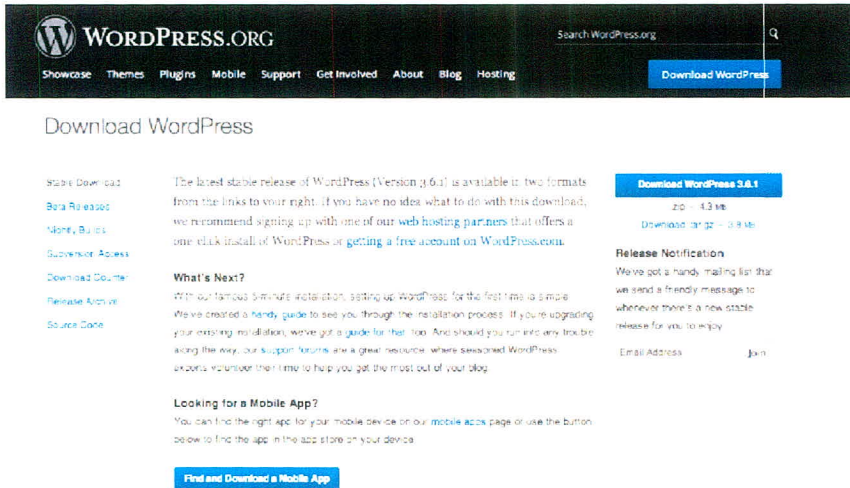 WORDPRESS.ORG
Search WordPress.org
Showcase Themes Plugins Mobile Support Get Involved About Blog Hosting
Download WordPress
Download WordPress
Stable Download
Beta Releases
Nightly Builds
Subversion Access
Download Counter
Release Archive
Source Code
The latest stable release of WordPress (Version 3.6.1) is available in two formats
from the links to your right. If you have no idea what to do with this download,
we recommend signing up with one of our web hosting partners that offers a
one click install of WordPress or getting a free account on WordPress.com.
What's Next?
With our famous 5-minute installation, setting up WordPress for the first time is simple.
We've created a handy guide to see you through the installation process. If you're upgrading
your existing installation, we've got a guide for that, too. And should you run into any trouble
along the way, our support forums are a great resource, where seasoned WordPress
experts volunteer their time to help you get the most out of your blog.
Looking for a Mobile App?
You can find the right app for your mobile device on our mobile apps page or use the button
below to find the app in the app store on your device.
Find and Download a Mobile App
Download WordPress 3.6.1
.zip - 4.3 MB
Download .tar.gz - 3.8 MB
Release Notification
We've got a handy mailing list that
we send a friendly message to
whenever there's a new stable
release for you to enjoy.
Email Address Join